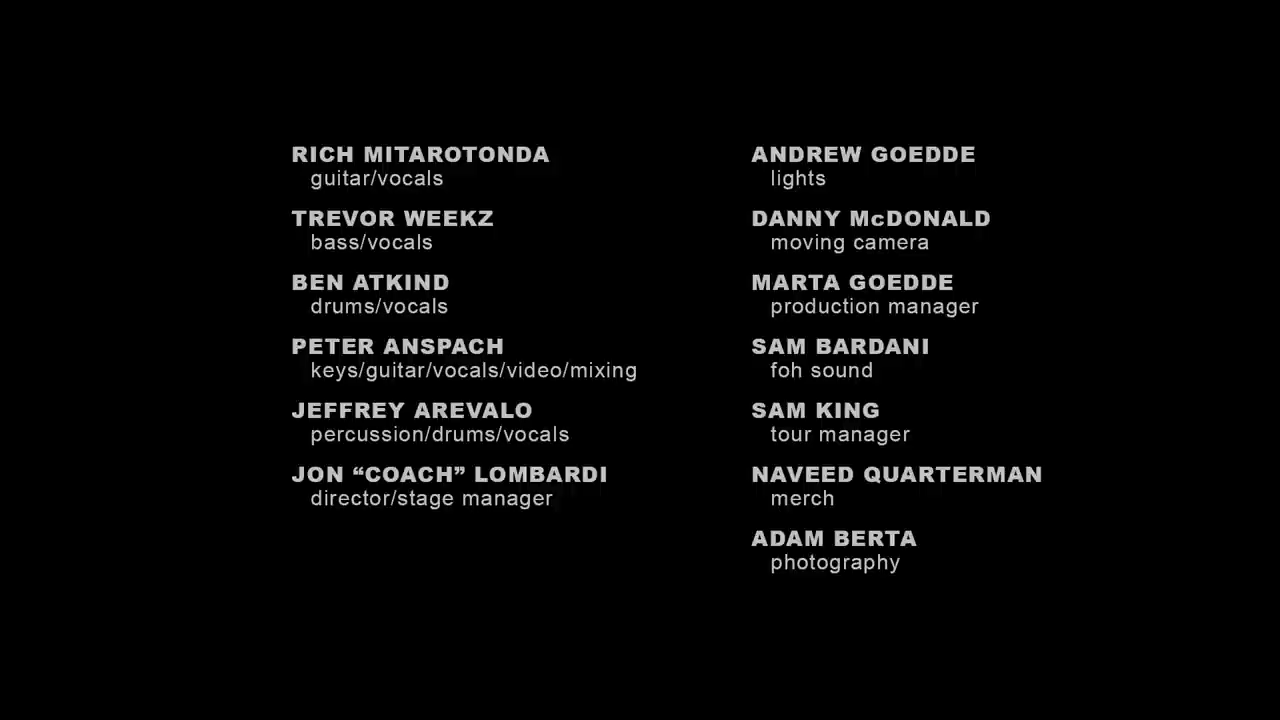 RICH MITAROTONDA
guitar/vocals
TREVOR WEEKZ
bass/vocals
BEN ATKIND
drums/vocals
PETER ANSPACH
keys/guitar/vocals/video/mixing
JEFFREY AREVALO
percussion/drums/vocals
JON “COACH” LOMBARDI
director/stage manager
ANDREW GOEDDE
lights
DANNY McDONALD
moving camera
MARTA GOEDDE
production manager
SAM BARDANI
foh sound
SAM KING
tour manager
NAVEED QUARTERMAN
merch
ADAM BERTA
photography